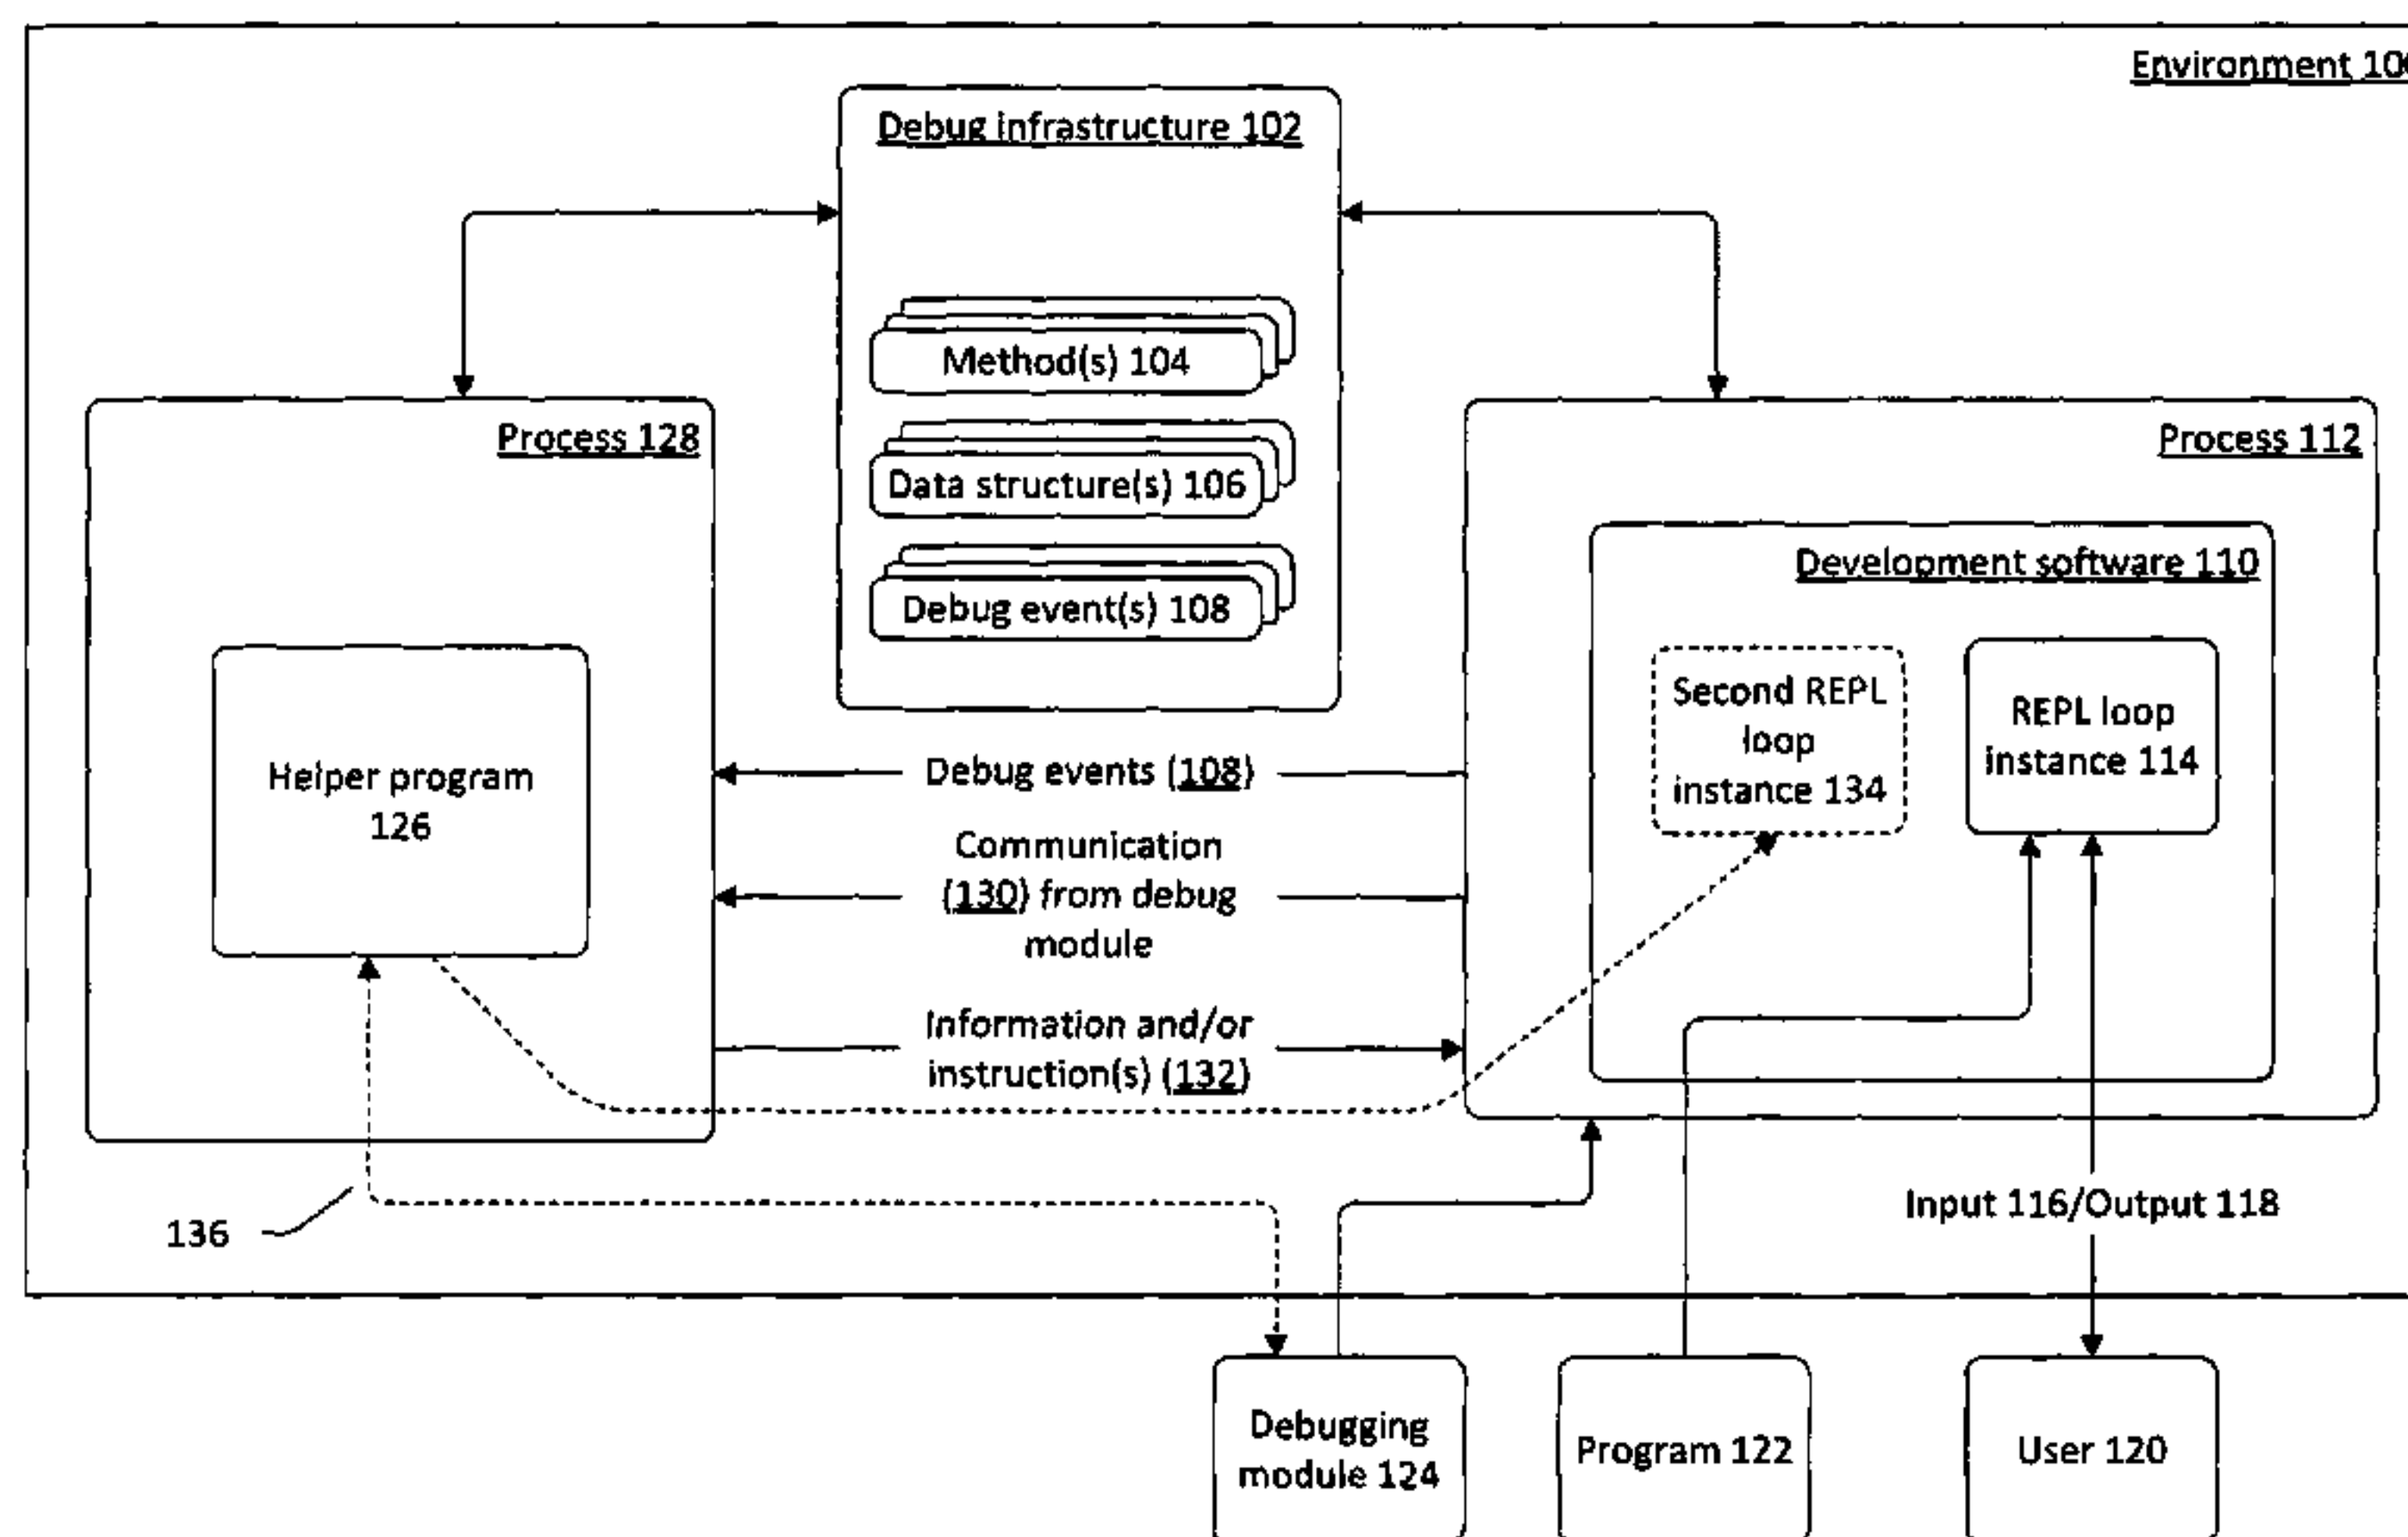 Environment
Debug infrastructure 102
Method(s) 104
Data structure(s) 106
Debug event(s) 108
Process 128
Helper program
126
Debug events (108)
Communication
(130) from debug
module
Information and/or
instruction(s) (132)
Process 112
Development software 110
Second REPL
loop
instance 134
REPL loop
instance 114
136
Input 116/Output 118
Debugging
module 124
Program 122
User 120